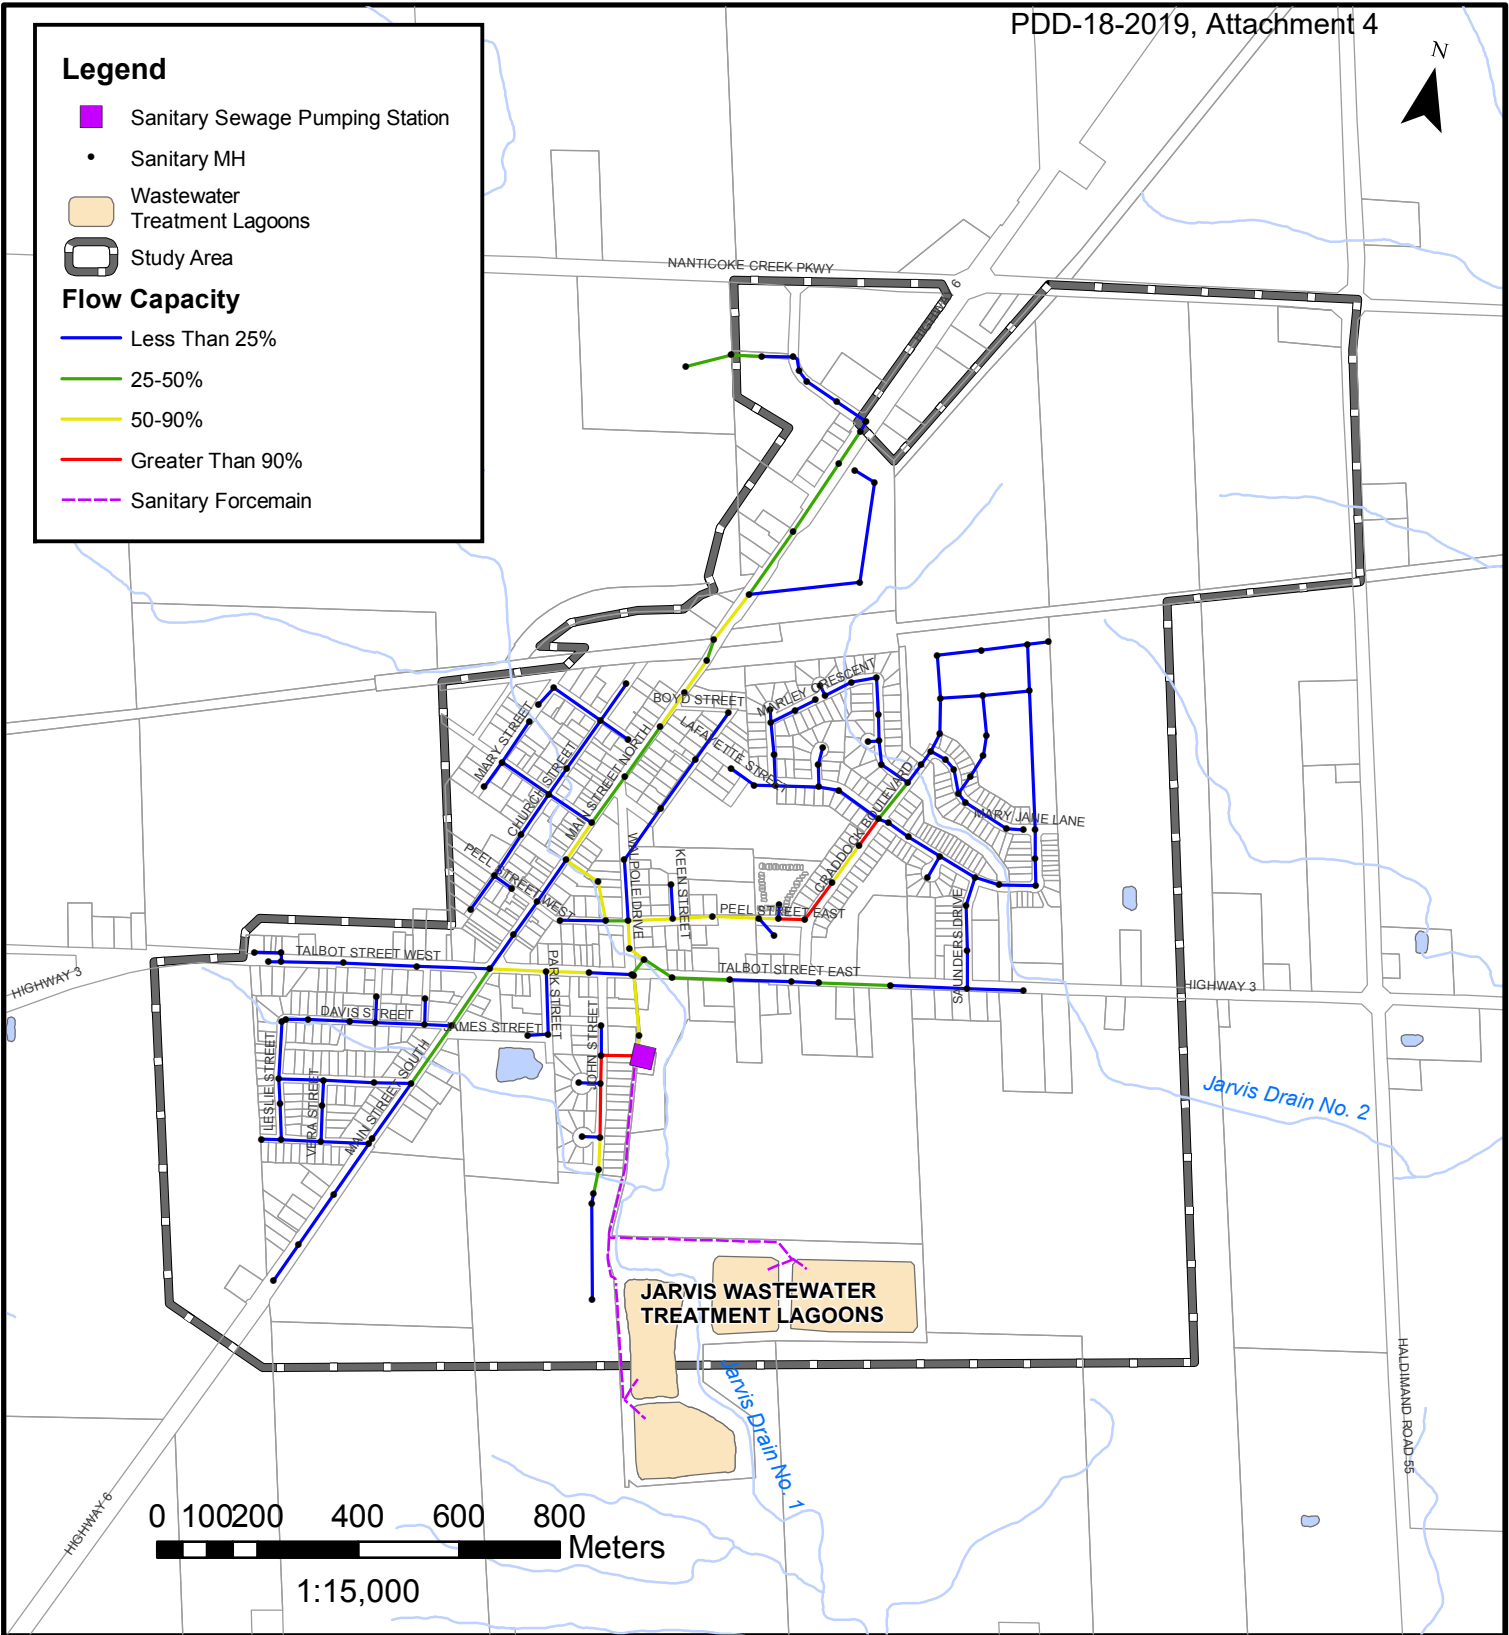 PDD-18-2019, Attachment 4
N
Legend
Sanitary Sewage Pumping Station
Sanitary MH
Wastewater
Treatment Lagoons
Study Area
Flow Capacity
Less Than 25%
25-50%
50-90%
Greater Than 90%
Sanitary Forcemain
NANTICOKE CREEK PKWY
HIGHWAY 6
BOYD STREET
MARLEY CRESCENT
LAFAYETTE STREET
MARY STREET
CHURCH STREET
MAIN STREET NORTH
CRADDOCK BOULEVARD
MARY JANE LANE
PEEL STREET WEST
WALPOLE DRIVE
KEEN STREET
PEEL STREET EAST
TALBOT STREET WEST
PARK STREET
TALBOT STREET EAST
SAUNDERS DRIVE
HIGHWAY 3
HIGHWAY 3
DAVIS STREET
JAMES STREET
JOHN STREET
LESLIE STREET
VERA STREET
MAIN STREET SOUTH
Jarvis Drain No. 2
JARVIS WASTEWATER
TREATMENT LAGOONS
Jarvis Drain No. 1
HALDIMAND ROAD 55
HIGHWAY 6
0 100 200 400 600 800
Meters
1:15,000